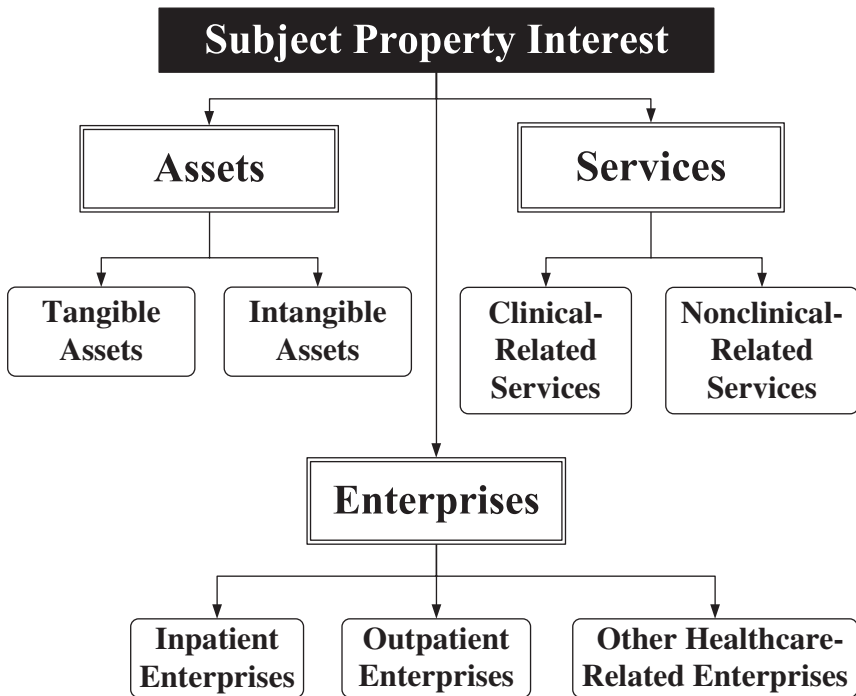 Subject Property Interest
Assets
Services
Tangible
Assets
Intangible
Assets
Clinical-
Related
Services
Nonclinical-
Related
Services
Enterprises
Inpatient
Enterprises
Outpatient
Enterprises
Other Healthcare-
Related Enterprises